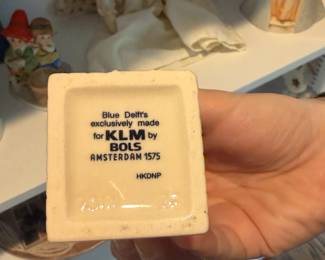 Blue Delft's
exclusively made
for KLM by
BOLS
AMSTERDAM 1575
HKDNP